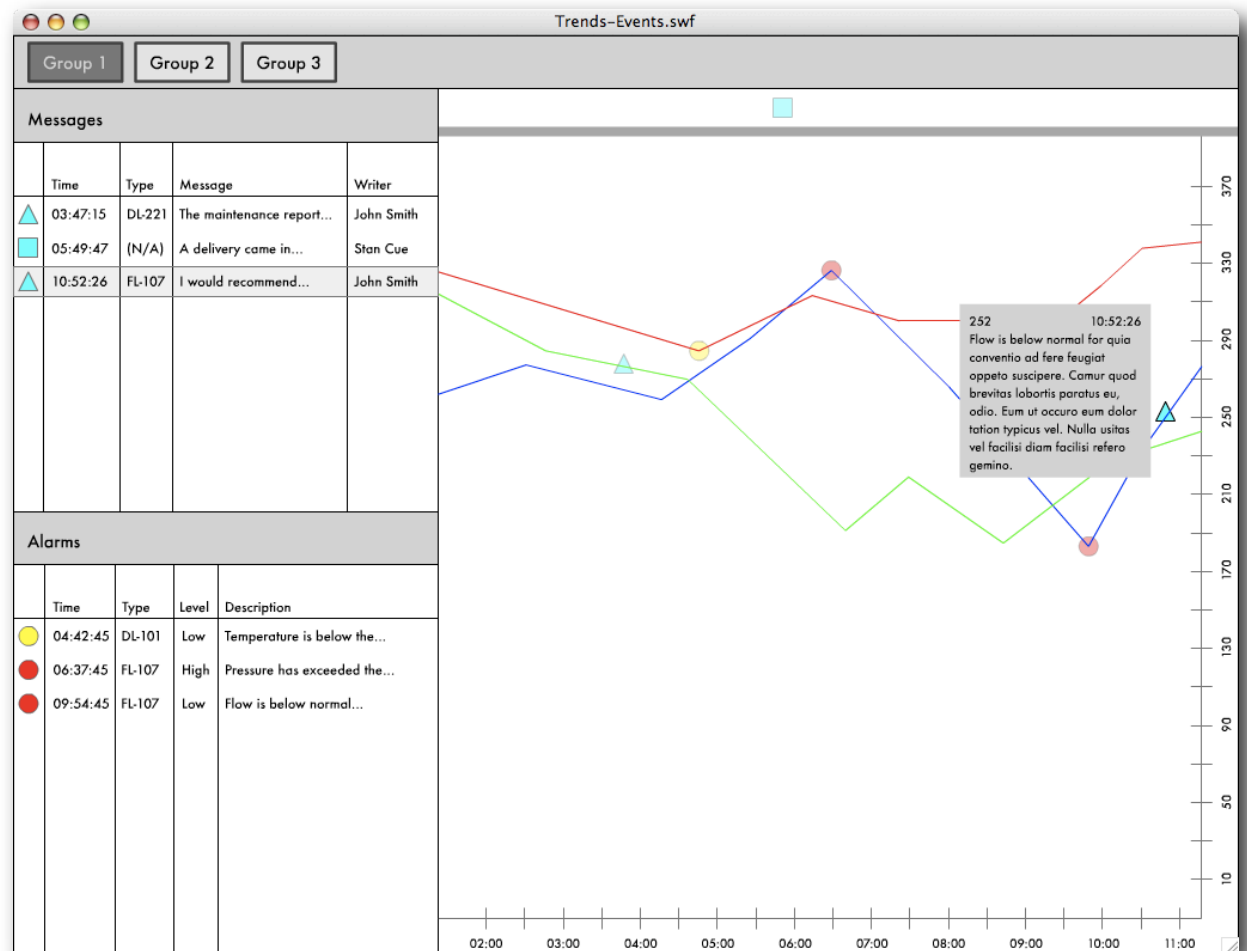 Trends-Events.swf
Group 1 Group 2 Group 3
Messages
Time Type Message Writer
03:47:15 DL-221 The maintenance report... John Smith
05:49:47 (N/A) A delivery came in... Stan Cue
10:52:26 FL-107 I would recommend... John Smith
Alarms
Time Type Level Description
04:42:45 DL-101 Low Temperature is below the...
06:37:45 FL-107 High Pressure has exceeded the...
09:54:45 FL-107 Low Flow is below normal...
252 10:52:26
Flow is below normal for quia
conventio ad fere feugiat
oppeto suscipere. Camur quod
brevitas lobortis paratus eu,
odio. Eum ut occuro eum dolor
tation typicus vel. Nulla usitas
vel facilisi diam facilisi refero
gemino.
370
330
290
250
210
170
130
90
50
10
02:00 03:00 04:00 05:00 06:00 07:00 08:00 09:00 10:00 11:00